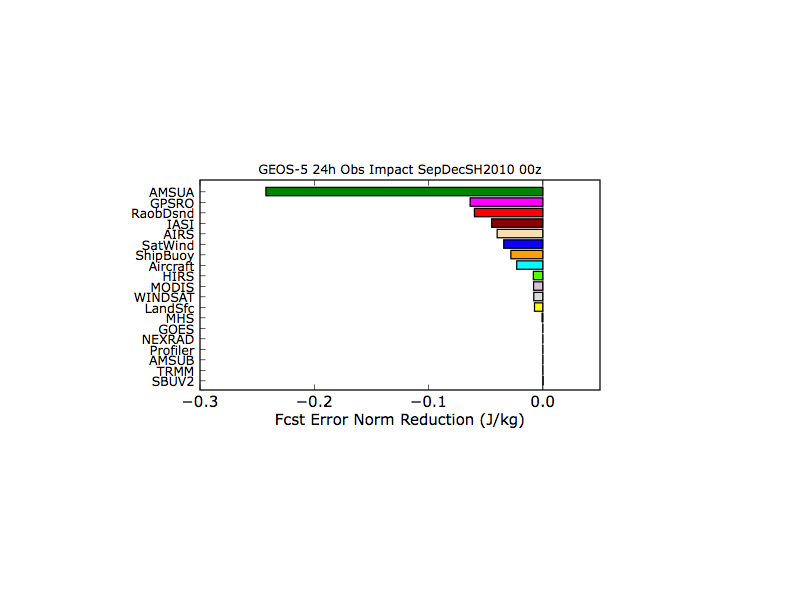 GEOS-5 24h Obs Impact SepDecSH2010 00z
AMSUA
GPSRO
RaobDsnd
IASI
AIRS
SatWind
ShipBuoy
Aircraft
HIRS
MODIS
WINDSAT
LandSfc
MHS
GOES
NEXRAD
Profiler
AMSUB
TRMM
SBUV2
−0.3 −0.2 −0.1 0.0
Fcst Error Norm Reduction (J/kg)